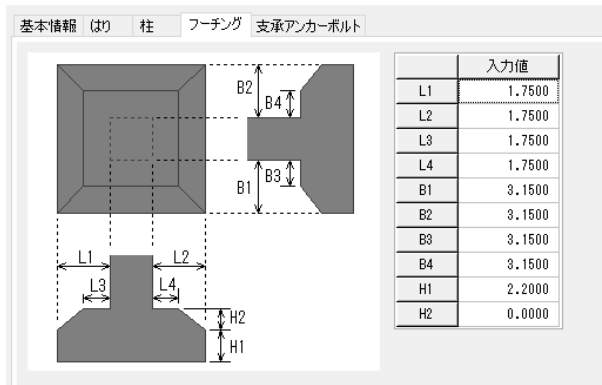 基本情報 はり 柱 フーチング 支承アンカーボルト
入力値
L1 1.7500
L2 1.7500
L3 1.7500
L4 1.7500
B1 3.1500
B2 3.1500
B3 3.1500
B4 3.1500
H1 2.2000
H2 0.0000
B2
B4
B3
B1
L1 L2
L3 L4
H2
H1